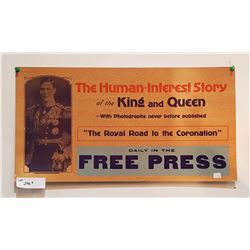 The Human-Interest Story
of the King and Queen
—With Photographs never before published
"The Royal Road to the Coronation"
DAILY IN THE
FREE PRESS